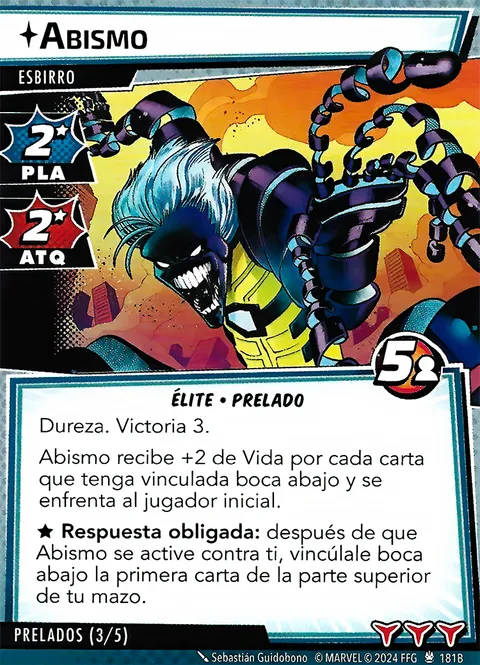 Abismo
ESBIRRO
2*
PLA
2*
ATQ
5
ÉLITE • PRELADO
Dureza. Victoria 3.
Abismo recibe +2 de Vida por cada carta
que tenga vinculada boca abajo y se
enfrenta al jugador inicial.
★ Respuesta obligada: después de que
Abismo se active contra ti, vincúlale boca
abajo la primera carta de la parte superior
de tu mazo.
PRELADOS (3/5)
Sebastián Guidobono © MARVEL © 2024 FFG 181B